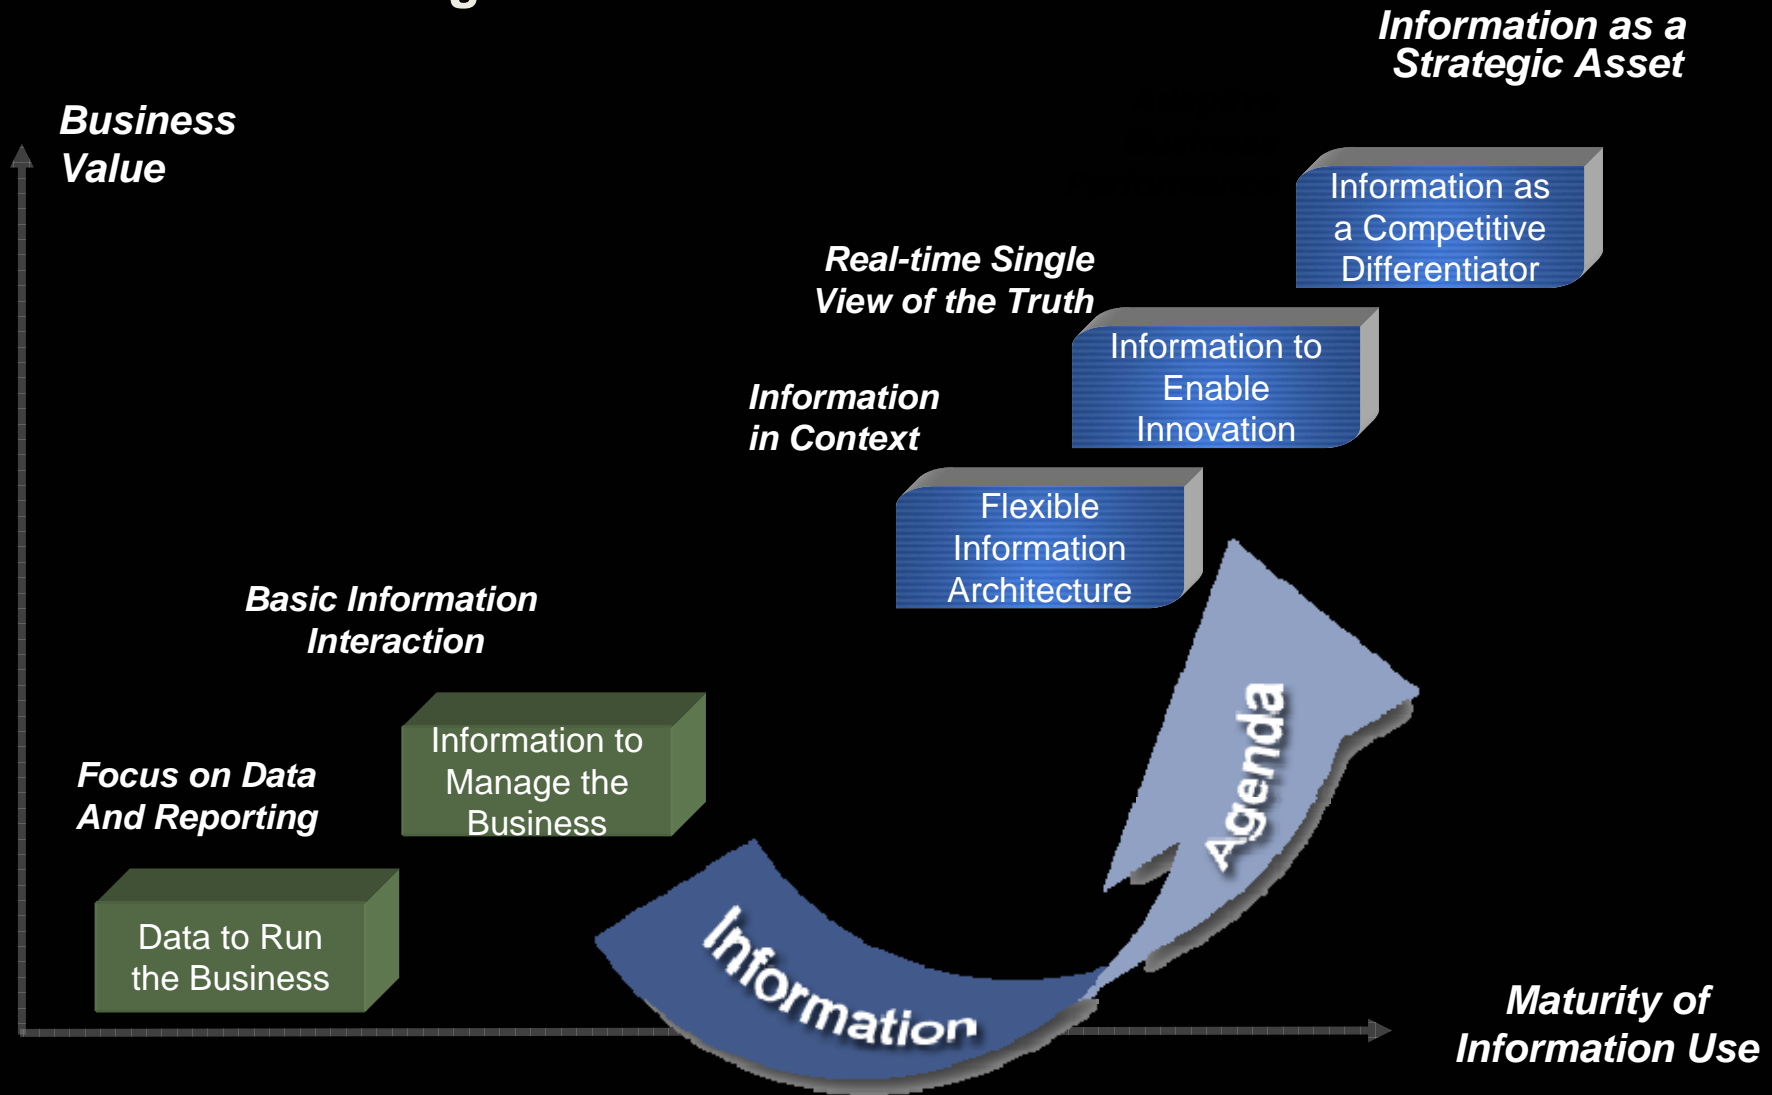 Information as a
Strategic Asset
Business
Value
Information as
a Competitive
Differentiator
Real-time Single
View of the Truth
Information to
Enable
Innovation
Information
in Context
Flexible
Information
Architecture
Basic Information
Interaction
Information to
Manage the
Business
Focus on Data
And Reporting
Data to Run
the Business
Information
Agenda
Maturity of
Information Use